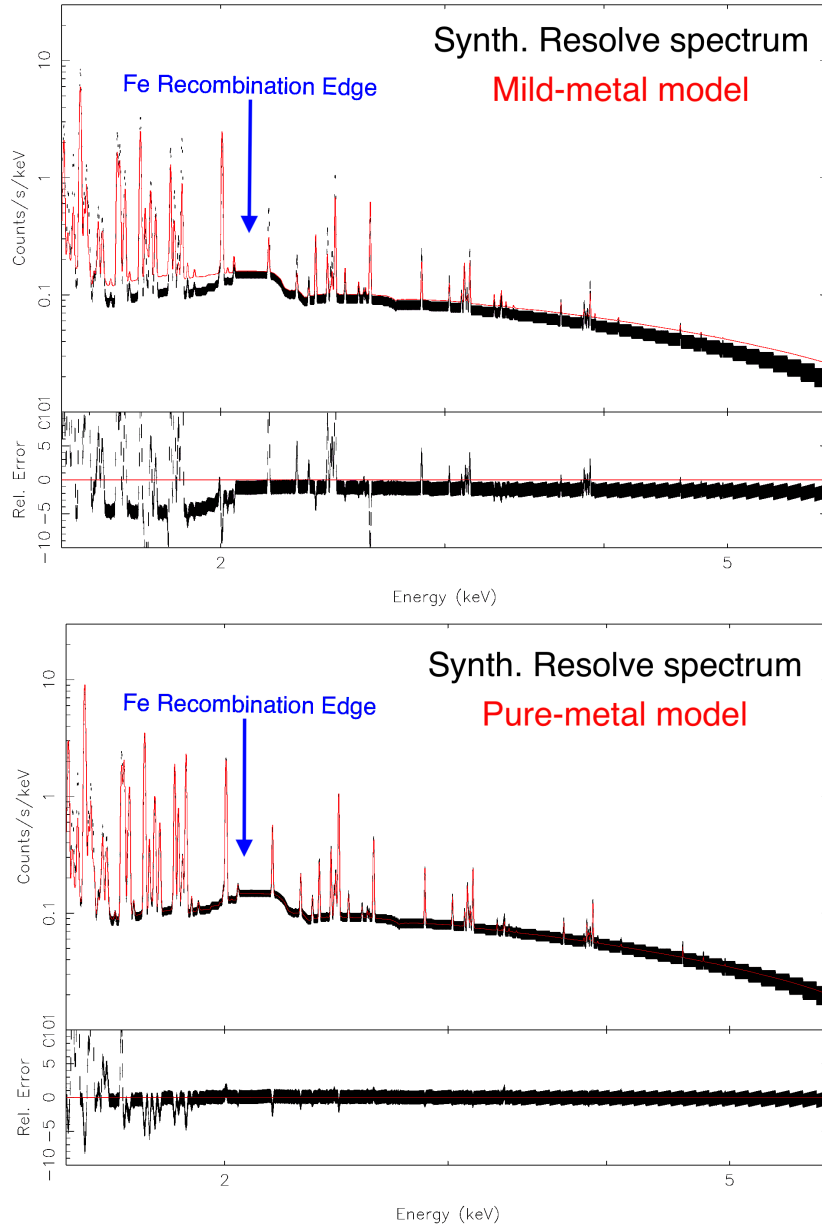 Synth. Resolve spectrum
Mild-metal model
Fe Recombination Edge
10
1
0.1
Counts/s/keV
C101
5
0
-5
-10
Rel. Error
2
5
Energy (keV)
Synth. Resolve spectrum
Pure-metal model
Fe Recombination Edge
10
1
0.1
Counts/s/keV
C101
5
0
-5
-10
Rel. Error
2
5
Energy (keV)